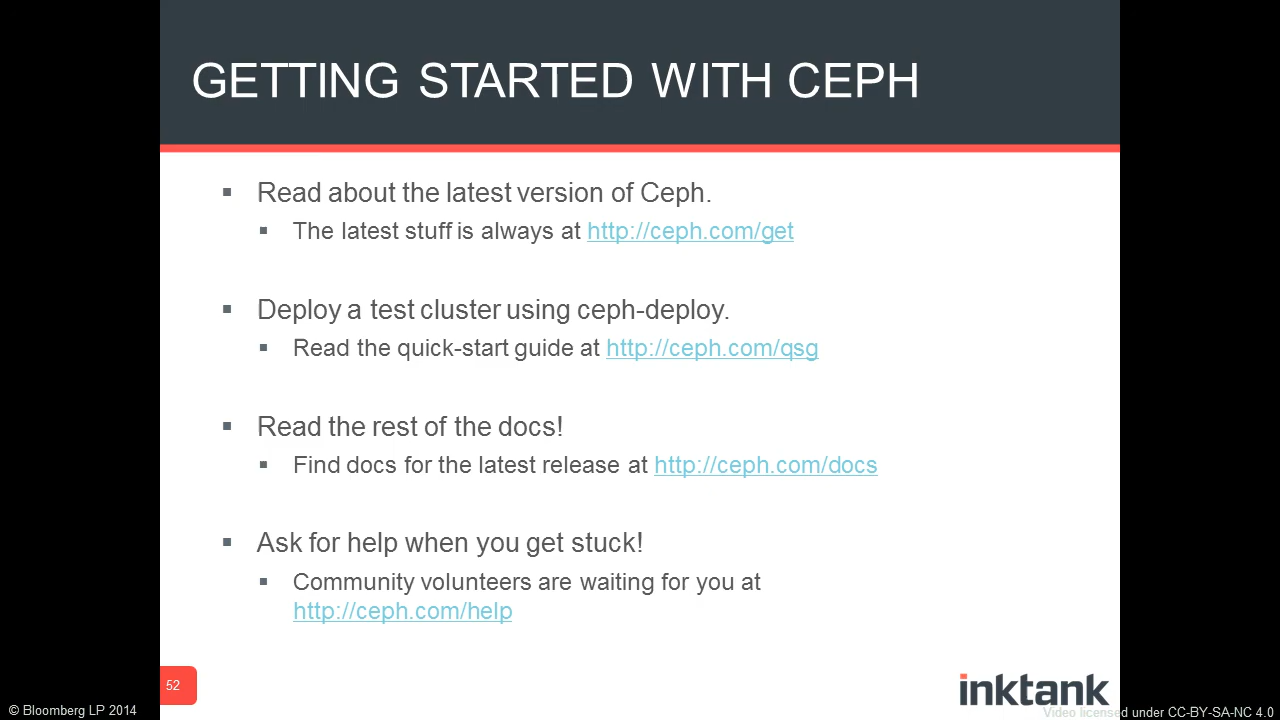 GETTING STARTED WITH CEPH
▪ Read about the latest version of Ceph.
▪ The latest stuff is always at http://ceph.com/get
▪ Deploy a test cluster using ceph-deploy.
▪ Read the quick-start guide at http://ceph.com/qsg
▪ Read the rest of the docs!
▪ Find docs for the latest release at http://ceph.com/docs
▪ Ask for help when you get stuck!
▪ Community volunteers are waiting for you at
http://ceph.com/help
52
inktank
© Bloomberg LP 2014
Video licensed under CC-BY-SA-NC 4.0